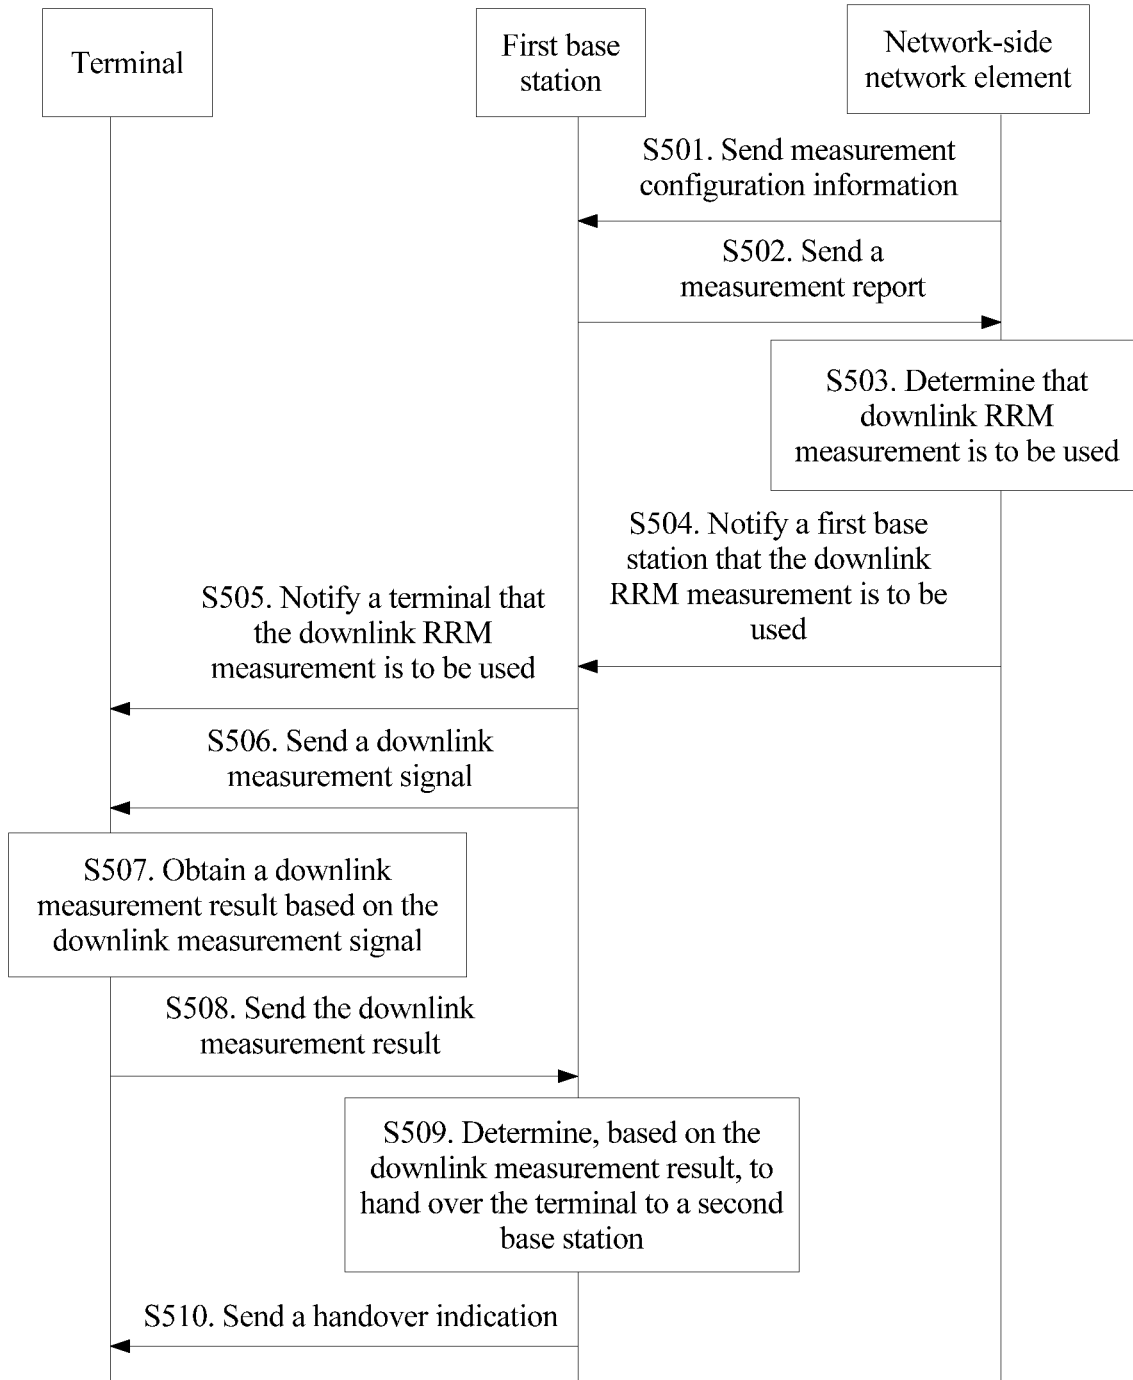 Terminal
First base
station
Network-side
network element
S501. Send measurement
configuration information
S502. Send a
measurement report
S503. Determine that
downlink RRM
measurement is to be used
S504. Notify a first base
station that the downlink
RRM measurement is to be
used
S505. Notify a terminal that
the downlink RRM
measurement is to be used
S506. Send a downlink
measurement signal
S507. Obtain a downlink
measurement result based on the
downlink measurement signal
S508. Send the downlink
measurement result
S509. Determine, based on the
downlink measurement result, to
hand over the terminal to a second
base station
S510. Send a handover indication